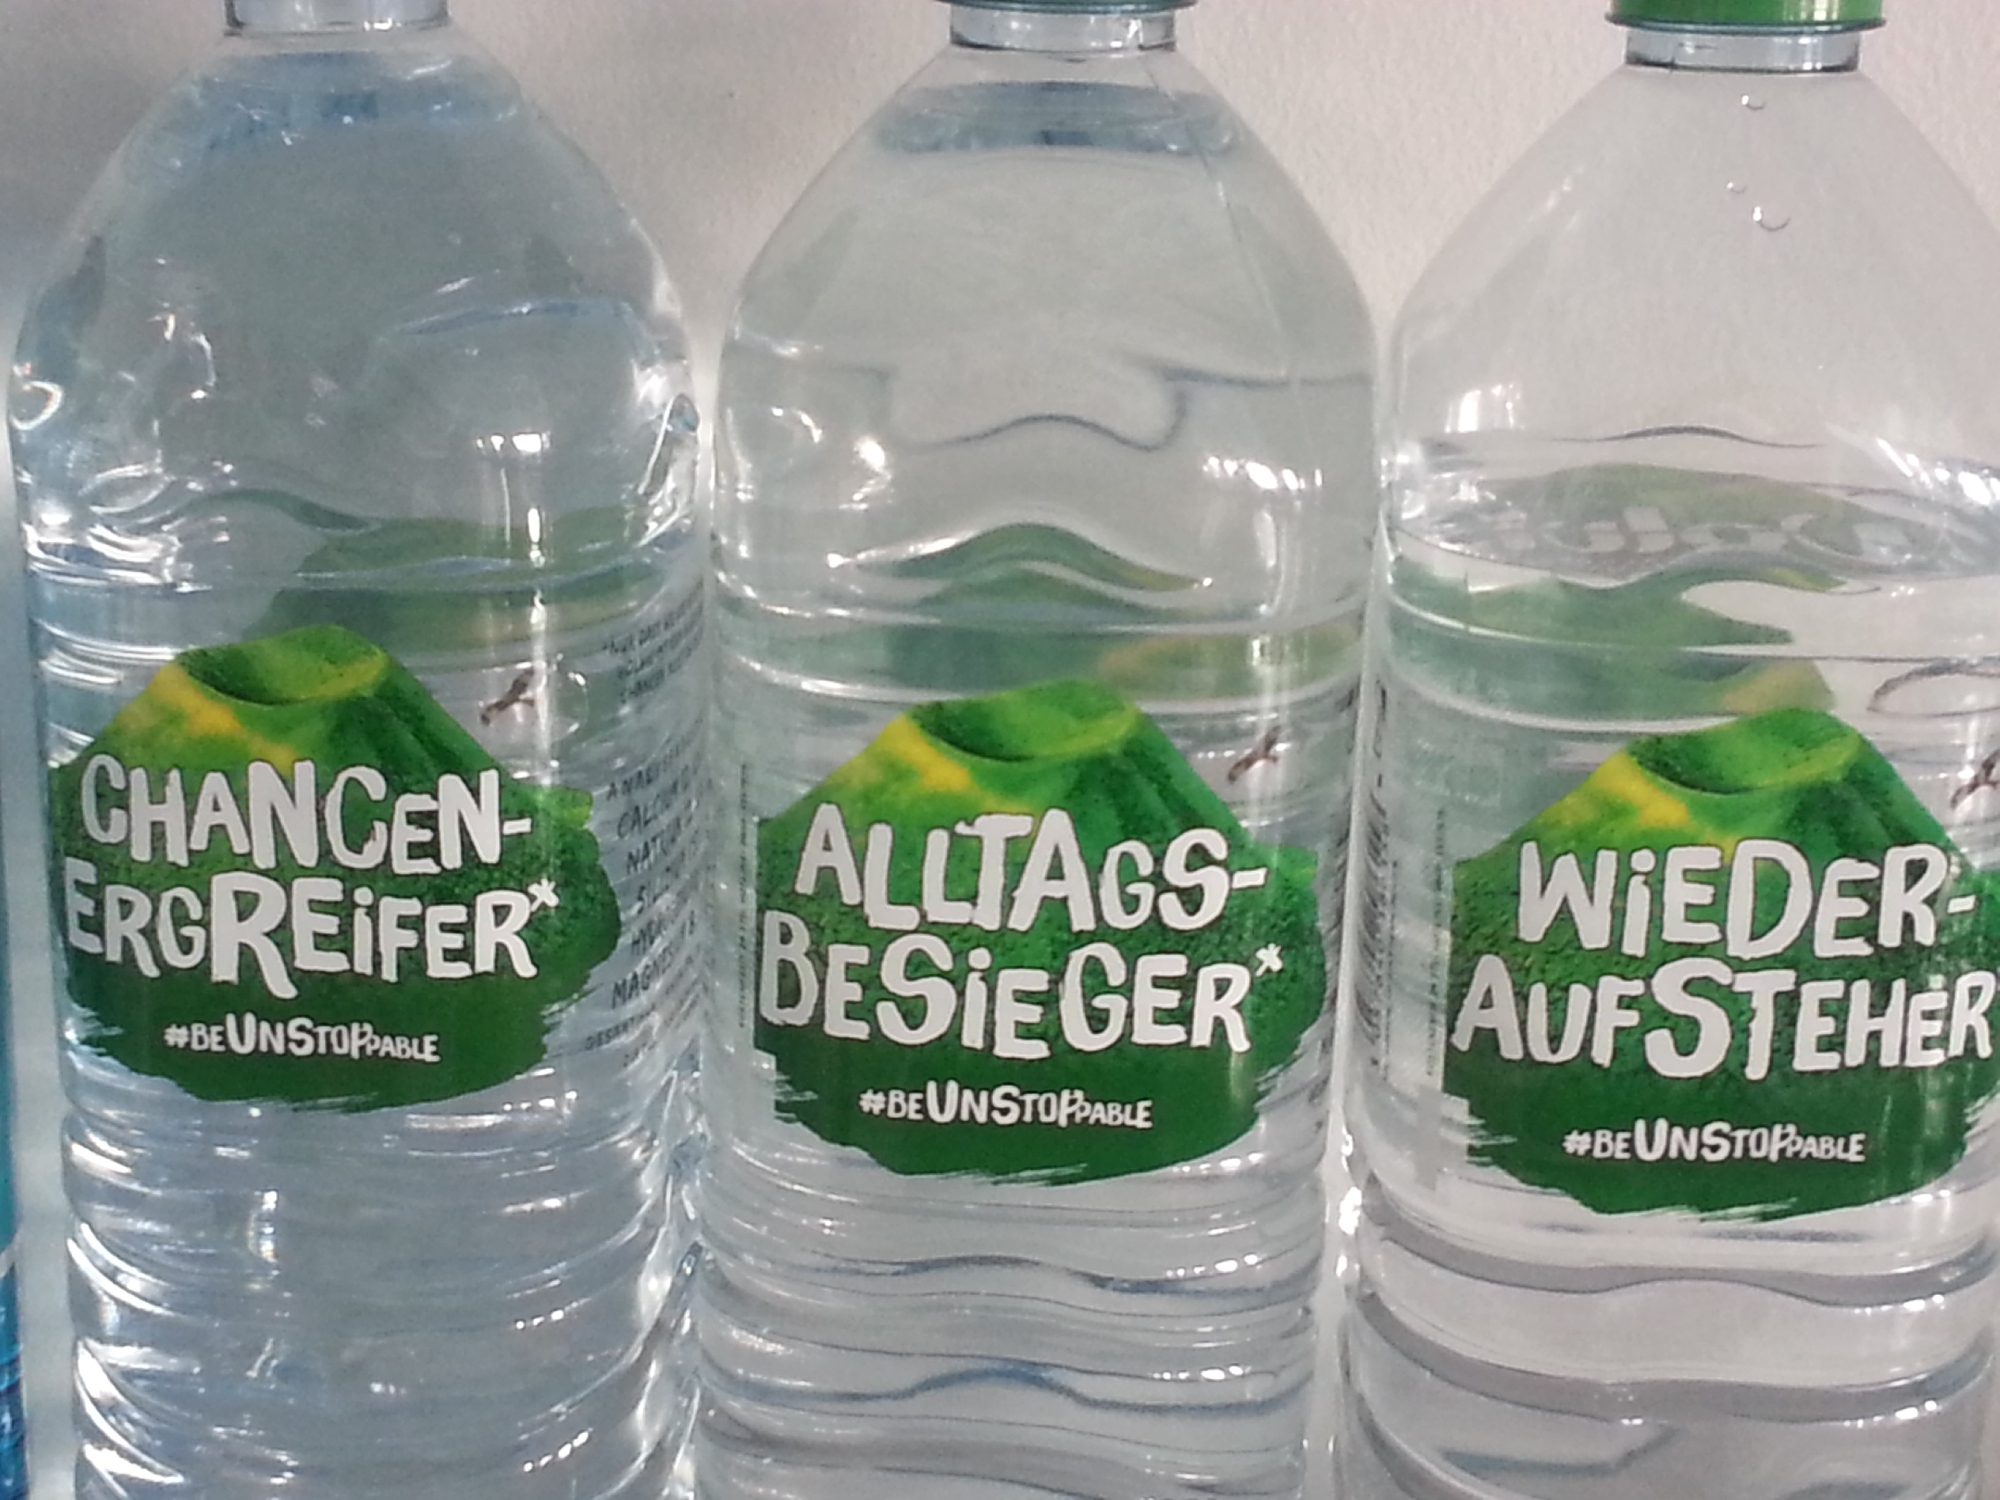 CHANCEN-
ERGREiFER*
#BEUNSTOPPABLE
ALLTAGS-
BESiEGER*
#BEUNSTOPPABLE
WiEDER-
AUFSTEHER
#BEUNSTOPPABLE